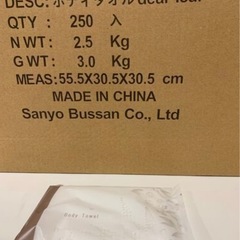 DESC: ボディタオル dear leaf
QTY : 250 入
N WT: 2.5 Kg
G WT: 3.0 Kg
MEAS: 55.5X30.5X30.5 cm
MADE IN CHINA
Sanyo Bussan Co., Ltd
Body Towel